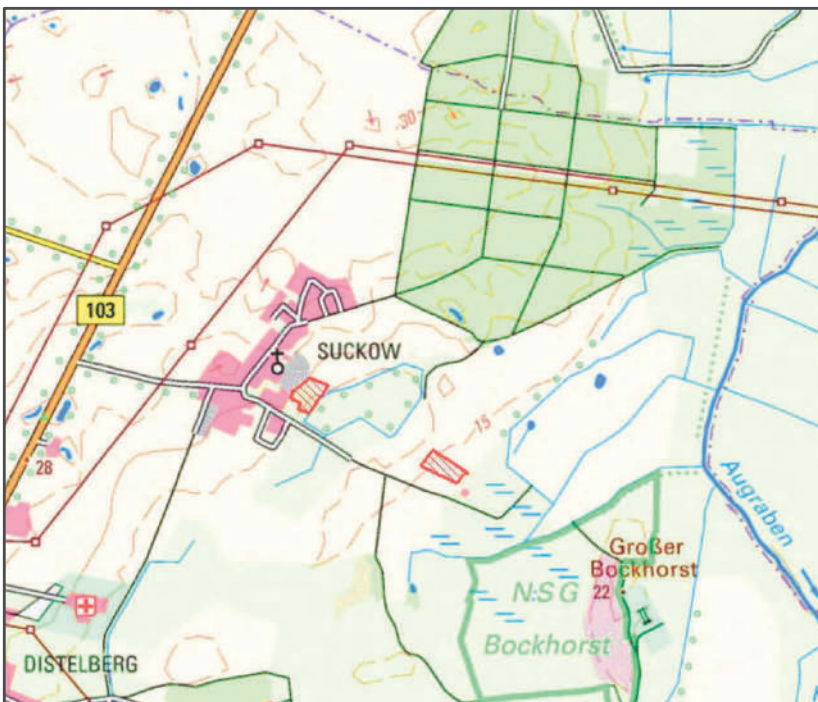 30
103
SUCKOW
15
28
Augraben
Großer
Bockhorst
22
NSG
Bockhorst
DISTELBERG